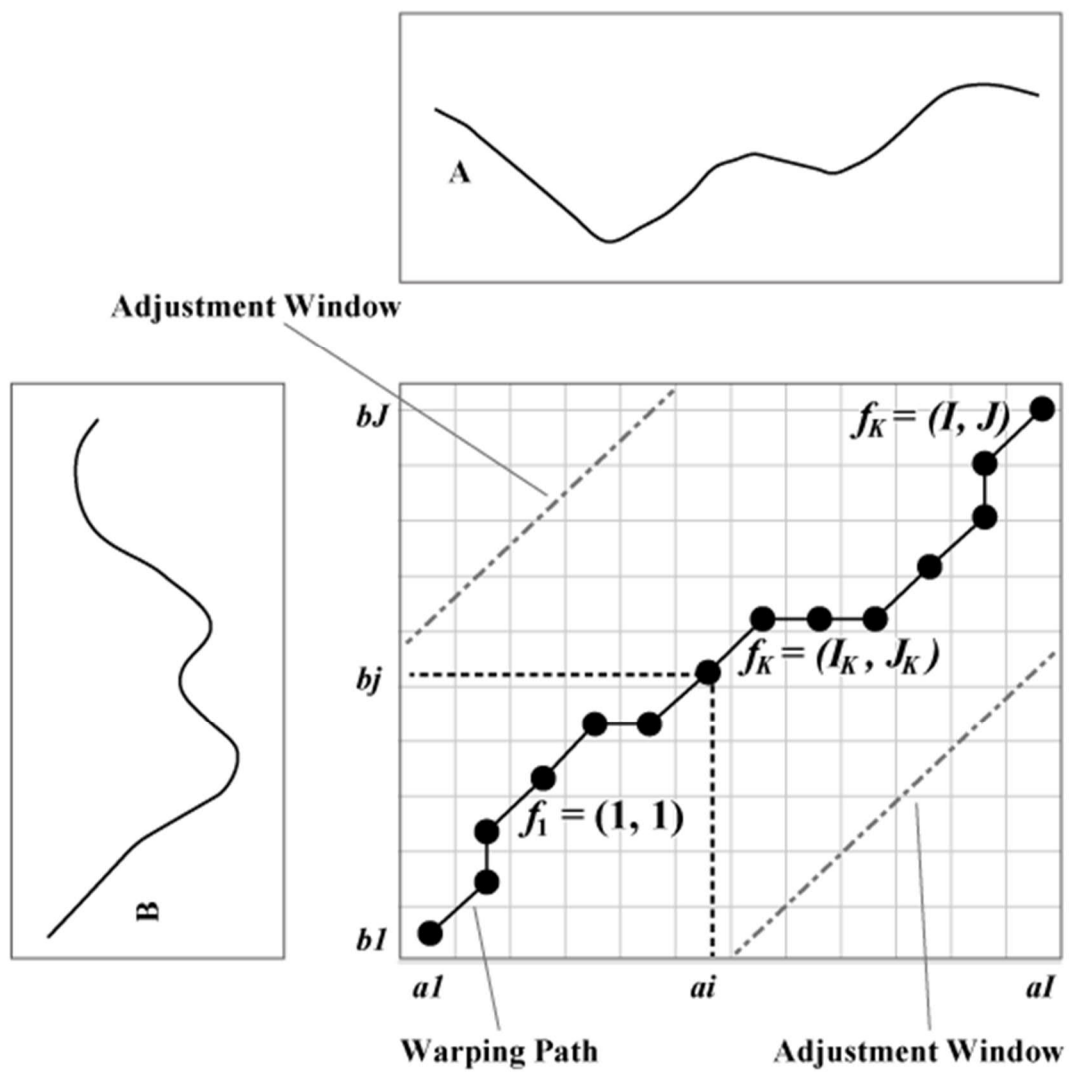 A
Adjustment Window
bJ
fK = (I, J)
bj
fK = (IK , JK )
f1 = (1, 1)
B
b1
a1
ai
aI
Warping Path
Adjustment Window